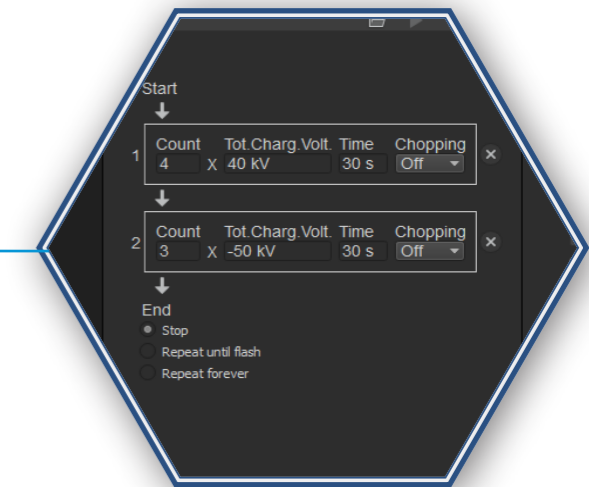 Start
1 Count Tot.Charg.Volt. Time Chopping
4 X 40 kV 30 s Off
2 Count Tot.Charg.Volt. Time Chopping
3 X -50 kV 30 s Off
End
Stop
Repeat until flash
Repeat forever